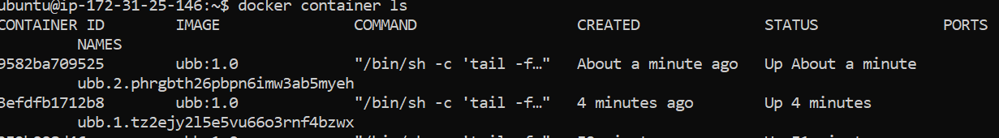 ubuntu@ip-172-31-25-146:~$ docker container ls
CONTAINER ID IMAGE COMMAND CREATED STATUS PORTS
NAMES
9582ba709525 ubb:1.0 "/bin/sh -c 'tail -f…" About a minute ago Up About a minute
ubb.2.phrgbth26pbpn6imw3ab5myeh
3efdfb1712b8 ubb:1.0 "/bin/sh -c 'tail -f…" 4 minutes ago Up 4 minutes
ubb.1.tz2ejy2l5e5vu66o3rnf4bzwx